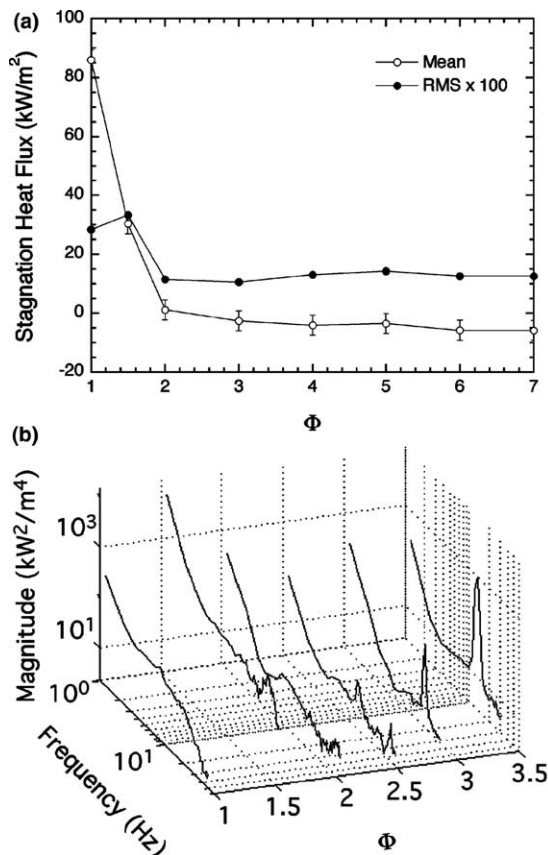 (a)
100
80
60
40
20
0
-20
Stagnation Heat Flux (kW/m²)
Mean
RMS x 100
1 2 3 4 5 6 7
Φ
(b)
Magnitude (kW²/m⁴)
10³
10¹
10⁰
10¹
Frequency (Hz)
1 1.5 2 2.5 3 3.5
Φ